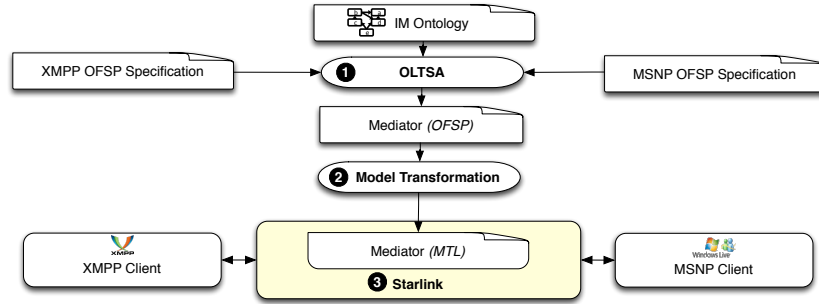 IM Ontology
XMPP OFSP Specification
1 OLTSA
MSNP OFSP Specification
Mediator (OFSP)
2 Model Transformation
XMPP
XMPP Client
Mediator (MTL)
3 Starlink
Windows Live
MSNP Client